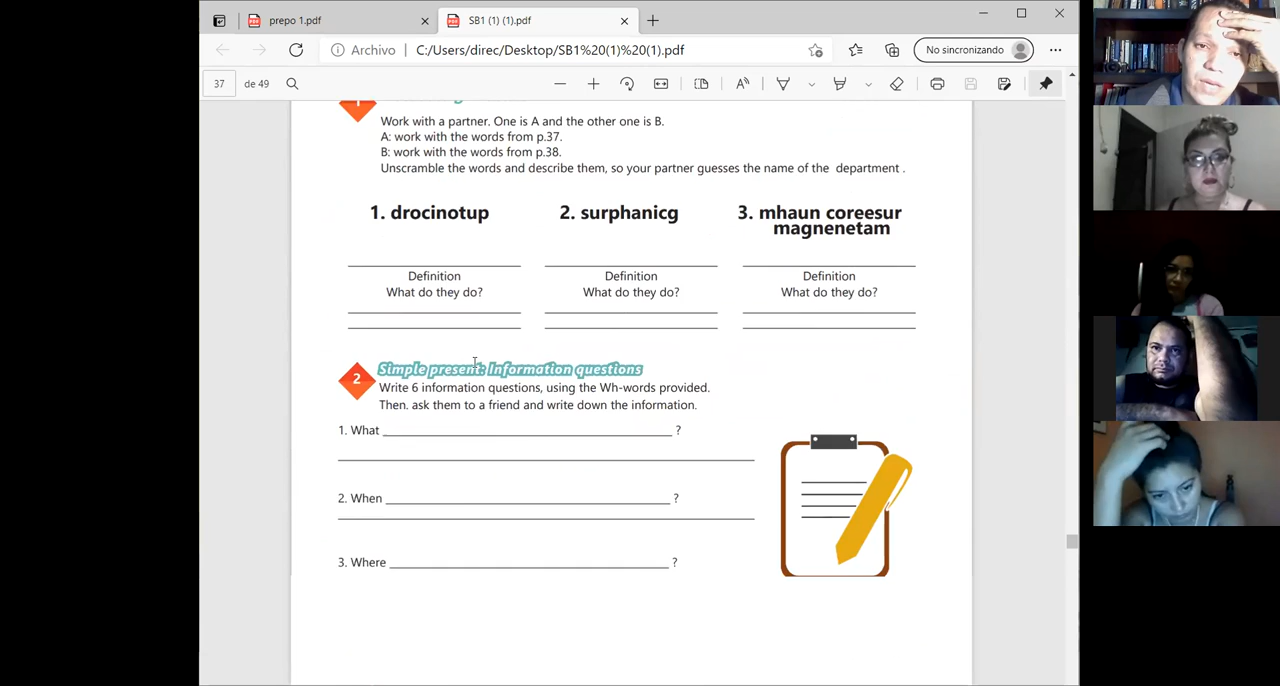 prepo 1.pdf
SB1 (1) (1).pdf
Archivo
C:/Users/direc/Desktop/SB1%20(1)%20(1).pdf
No sincronizando
37
de 49
Work with a partner. One is A and the other one is B.
A: work with the words from p.37.
B: work with the words from p.38.
Unscramble the words and describe them, so your partner guesses the name of the department .
1. drocinotup
2. surphanicg
3. mhaun coreesur
magnenetam
Definition
What do they do?
Definition
What do they do?
Definition
What do they do?
2
Simple present: Information questions
Write 6 information questions, using the Wh-words provided.
Then. ask them to a friend and write down the information.
1. What ?
2. When ?
3. Where ?